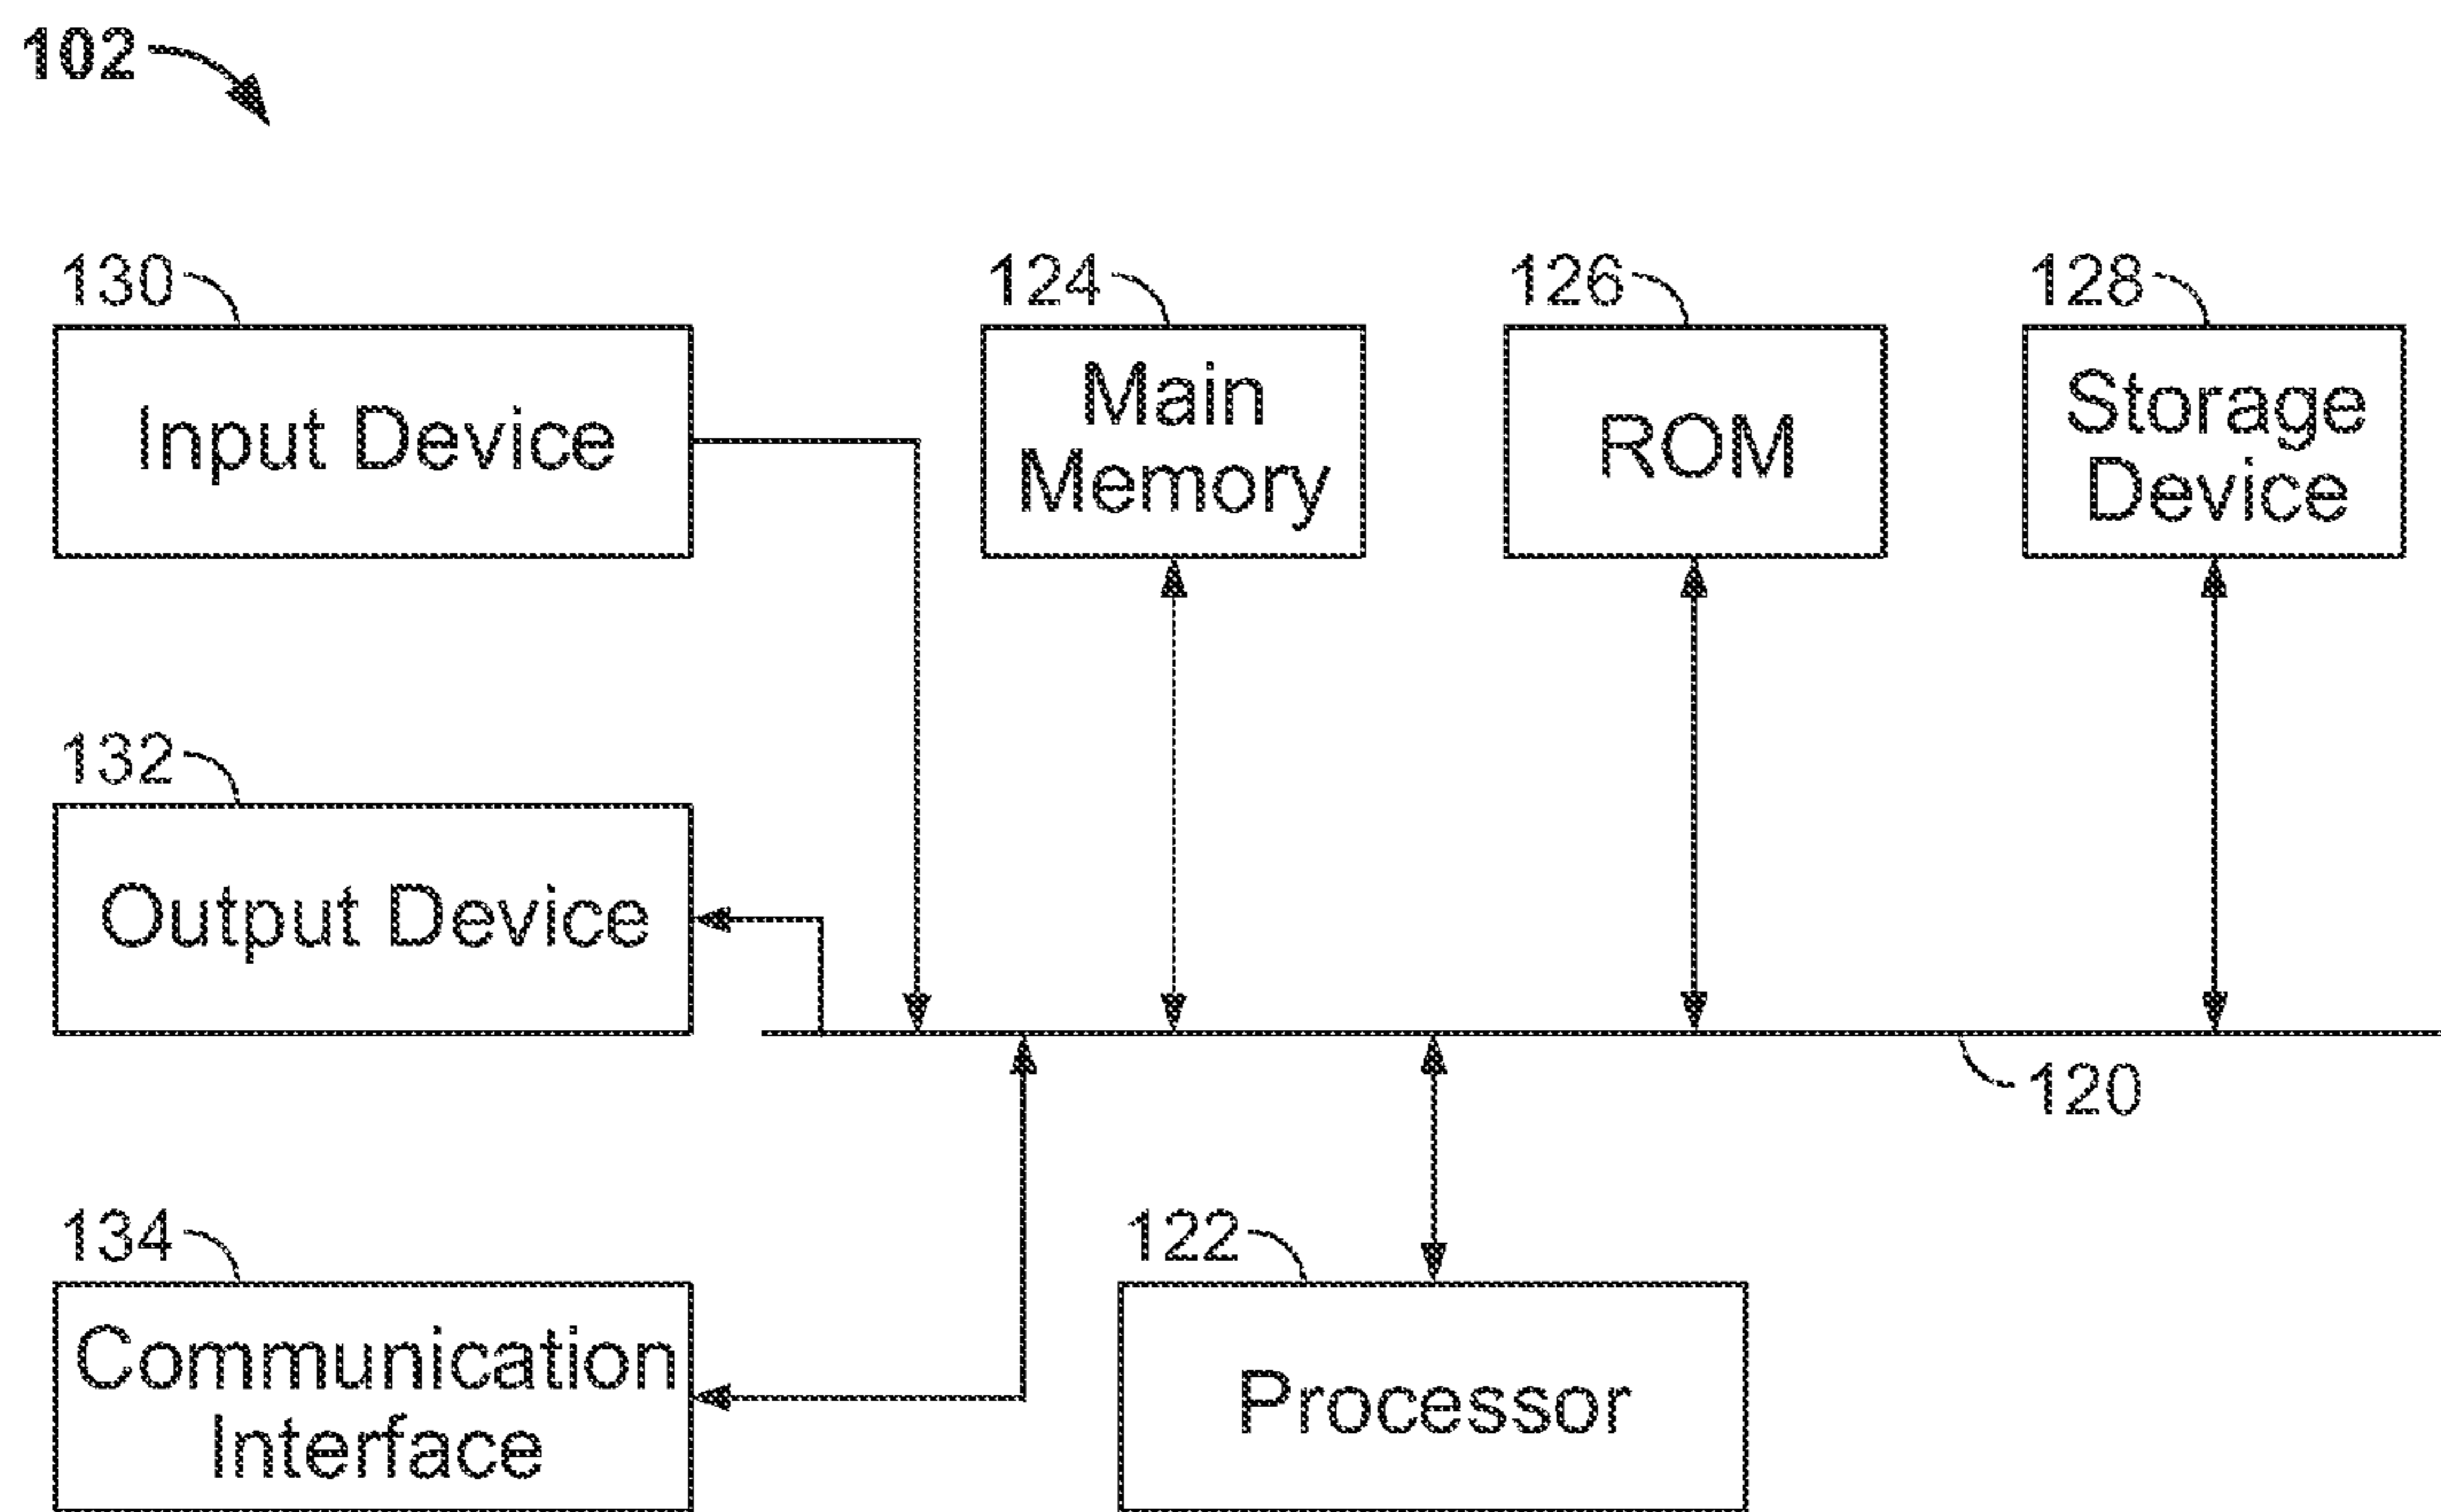 102
130
Input Device
124
Main
Memory
126
ROM
128
Storage
Device
132
Output Device
120
134
Communication
Interface
122
Processor